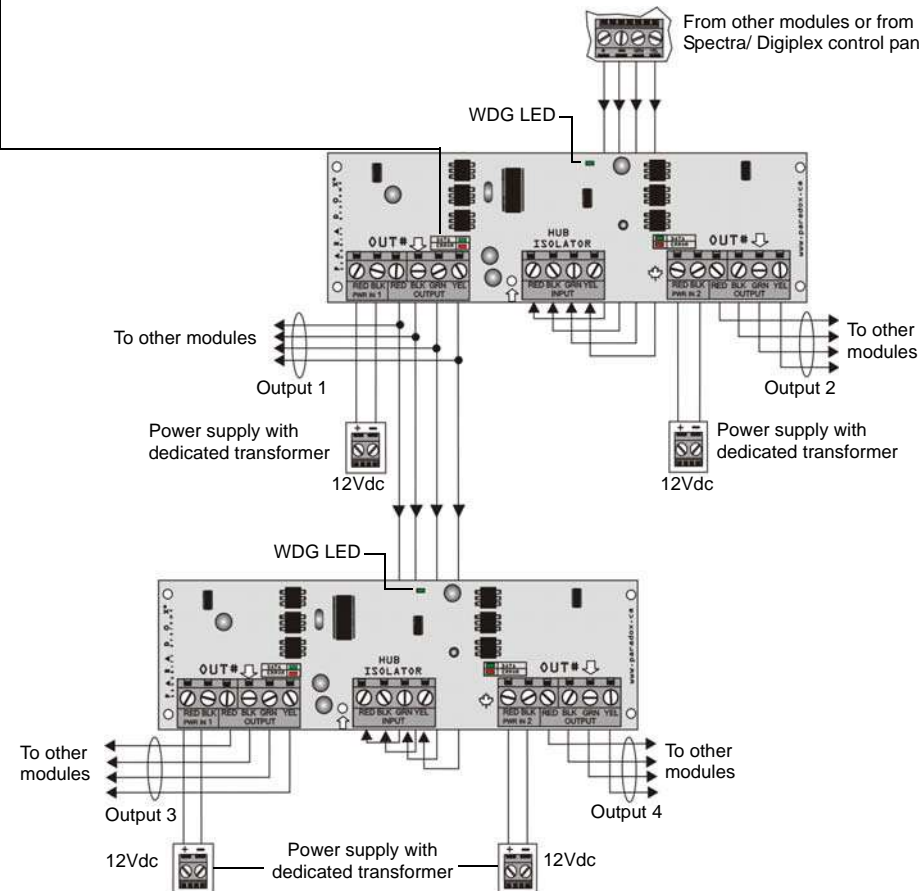 From other modules or from
Spectra/ Digiplex control pan
WDG LED
PARADOX
www.paradox-ca
HUB
ISOLATOR
OUT#
DATA
ERROR
OUT#
RED BLK RED BLK GRN YEL
PWR IN 1 OUTPUT
RED BLK GRN YEL
INPUT
RED BLK RED BLK GRN YEL
PWR IN 2 OUTPUT
To other modules
Output 1
To other
modules
Output 2
Power supply with
dedicated transformer
+ −
12Vdc
Power supply with
dedicated transformer
+ −
12Vdc
WDG LED
PARADOX
www.paradox-ca
HUB
ISOLATOR
OUT#
OUT#
RED BLK RED BLK GRN YEL
PWR IN 1 OUTPUT
RED BLK GRN YEL
INPUT
RED BLK RED BLK GRN YEL
PWR IN 2 OUTPUT
To other
modules
Output 3
To other
modules
Output 4
12Vdc
+ −
Power supply with
dedicated transformer
+ −
12Vdc